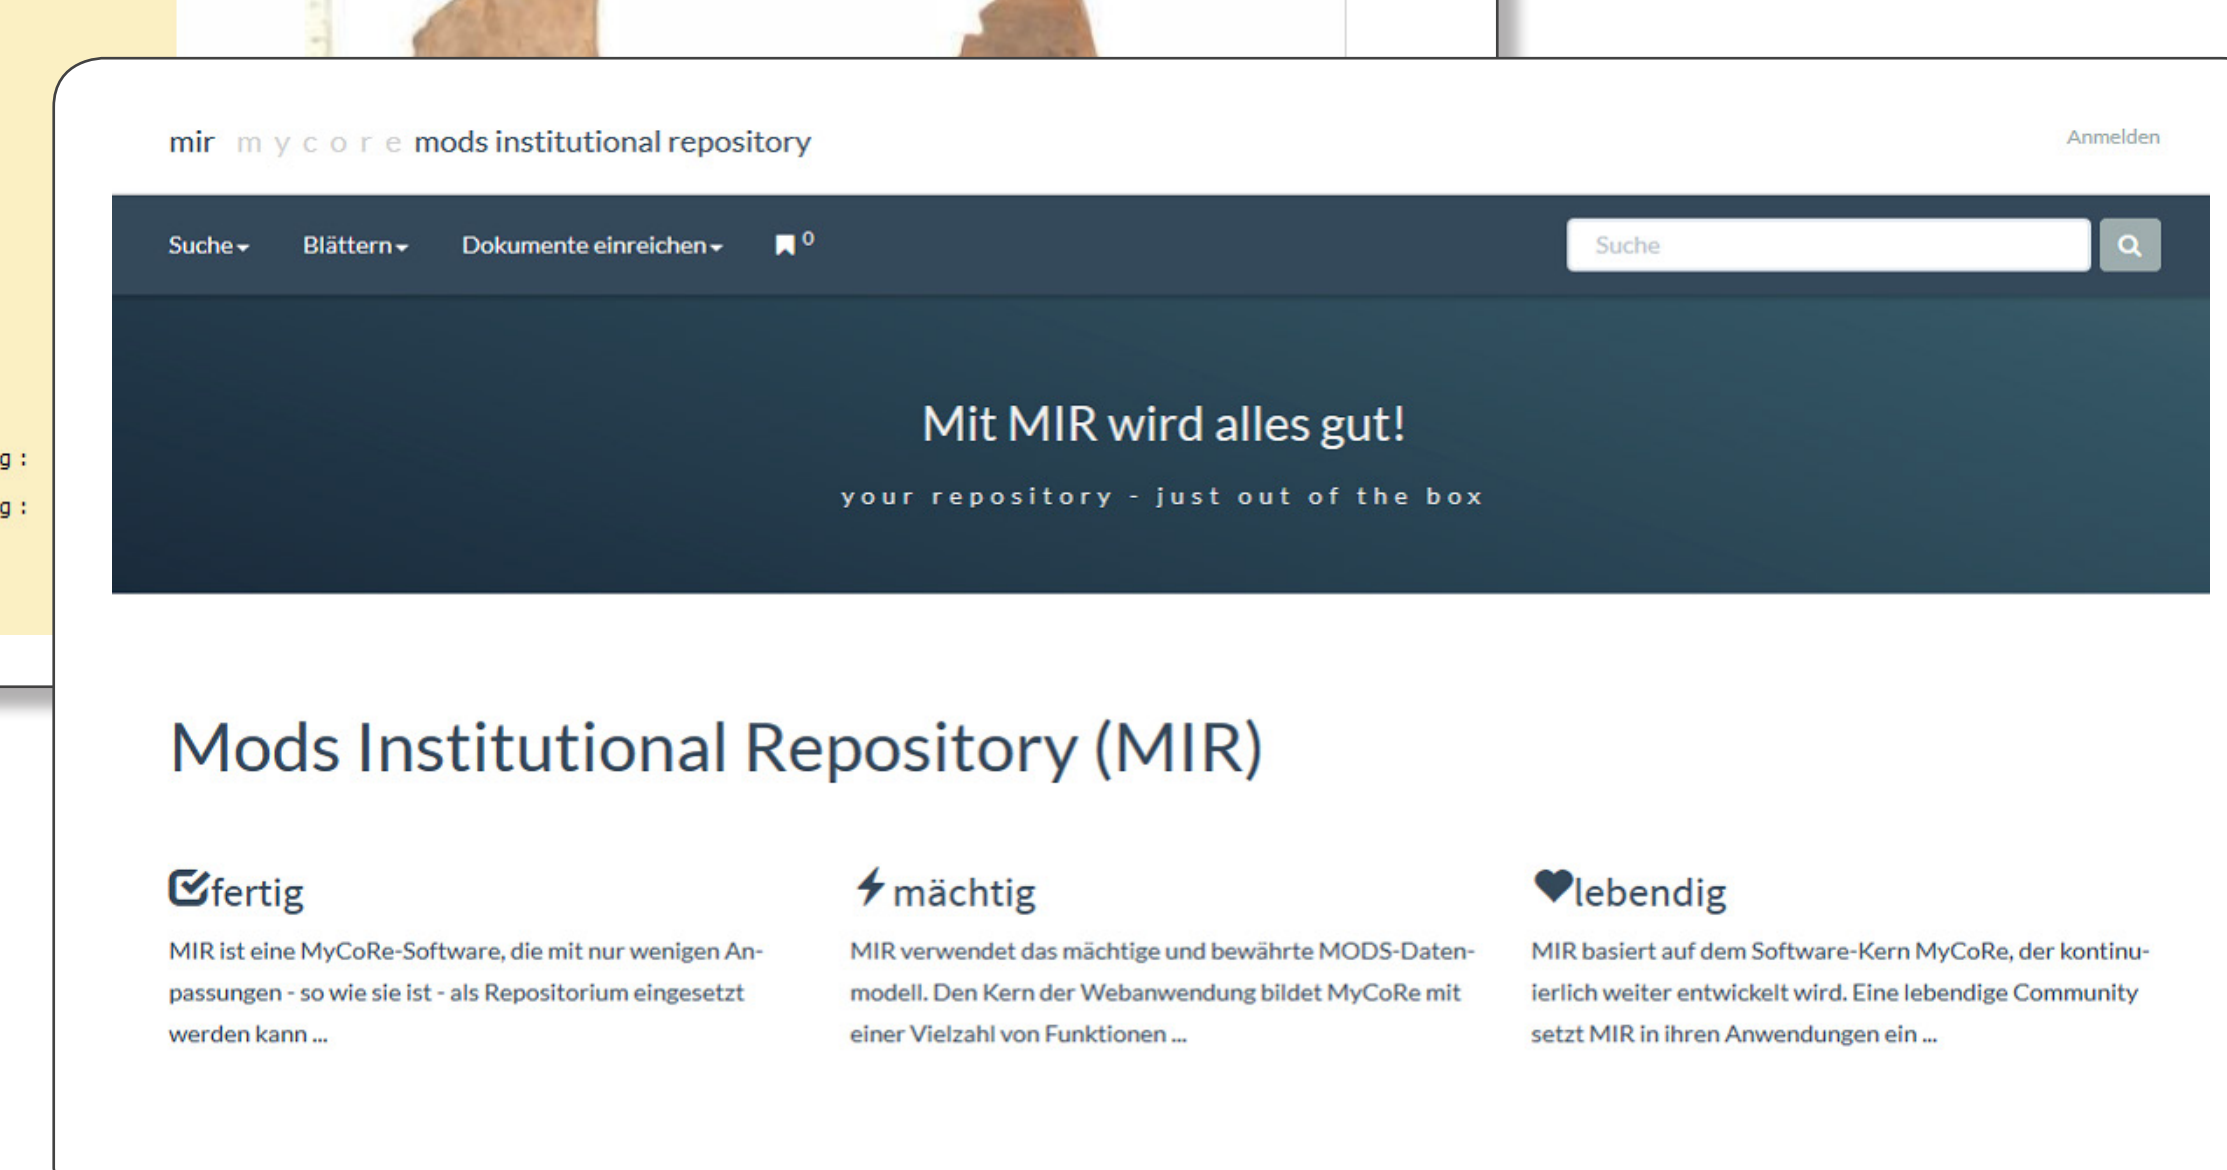 mir mycore mods institutional repository
Anmelden
Suche
Blättern
Dokumente einreichen
0
Suche
Mit MIR wird alles gut!
your repository - just out of the box
g:
g:
Mods Institutional Repository (MIR)
fertig
MIR ist eine MyCoRe-Software, die mit nur wenigen An-
passungen - so wie sie ist - als Repositorium eingesetzt
werden kann ...
mächtig
MIR verwendet das mächtige und bewährte MODS-Daten-
modell. Den Kern der Webanwendung bildet MyCoRe mit
einer Vielzahl von Funktionen ...
lebendig
MIR basiert auf dem Software-Kern MyCoRe, der kontinu-
ierlich weiter entwickelt wird. Eine lebendige Community
setzt MIR in ihren Anwendungen ein ...